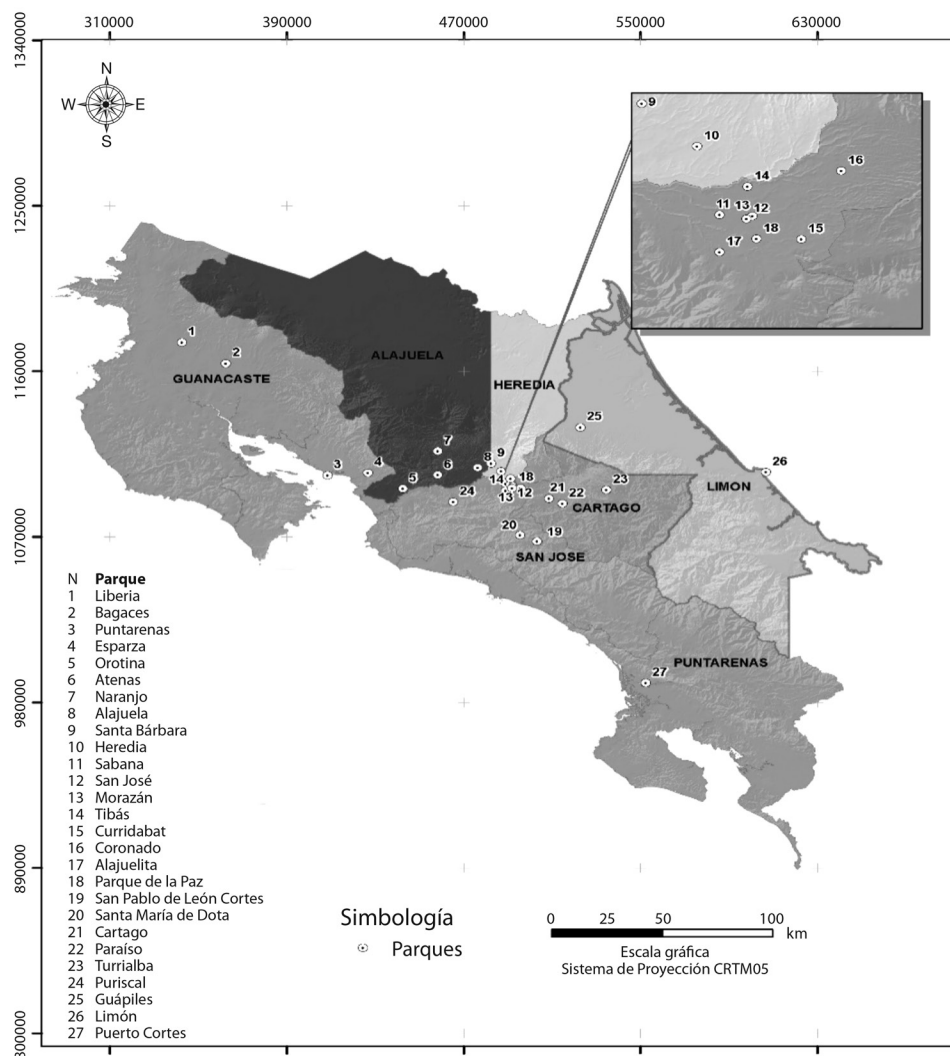 310000 390000 470000 550000 630000
1340000
1250000
1160000
1070000
980000
890000
800000
N
W E
S
9
10
16
14
11 13 12
18 15
17
1
2
GUANACASTE
ALAJUELA
HEREDIA
25
7
9
8
26
3 4
6
5
14 18
24
12
13
21 22
23
LIMON
CARTAGO
20 19
SAN JOSE
PUNTARENAS
27
N Parque
1 Liberia
2 Bagaces
3 Puntarenas
4 Esparza
5 Orotina
6 Atenas
7 Naranjo
8 Alajuela
9 Santa Bárbara
10 Heredia
11 Sabana
12 San José
13 Morazán
14 Tibás
15 Curridabat
16 Coronado
17 Alajuelita
18 Parque de la Paz
19 San Pablo de León Cortes
20 Santa María de Dota
21 Cartago
22 Paraíso
23 Turrialba
24 Puriscal
25 Guápiles
26 Limón
27 Puerto Cortes
Simbología
Parques
0 25 50 100
km
Escala gráfica
Sistema de Proyección CRTM05